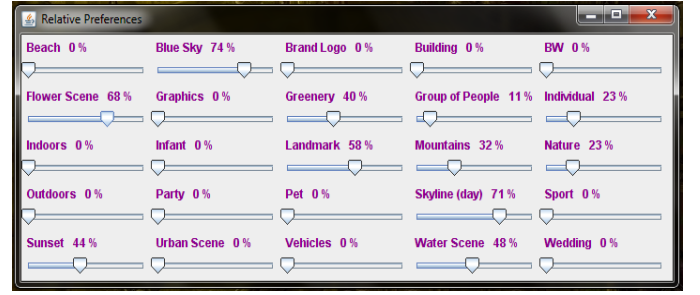 Relative Preferences
Beach 0 % Blue Sky 74 % Brand Logo 0 % Building 0 % BW 0 %
Flower Scene 68 % Graphics 0 % Greenery 40 % Group of People 11 % Individual 23 %
Indoors 0 % Infant 0 % Landmark 58 % Mountains 32 % Nature 23 %
Outdoors 0 % Party 0 % Pet 0 % Skyline (day) 71 % Sport 0 %
Sunset 44 % Urban Scene 0 % Vehicles 0 % Water Scene 48 % Wedding 0 %